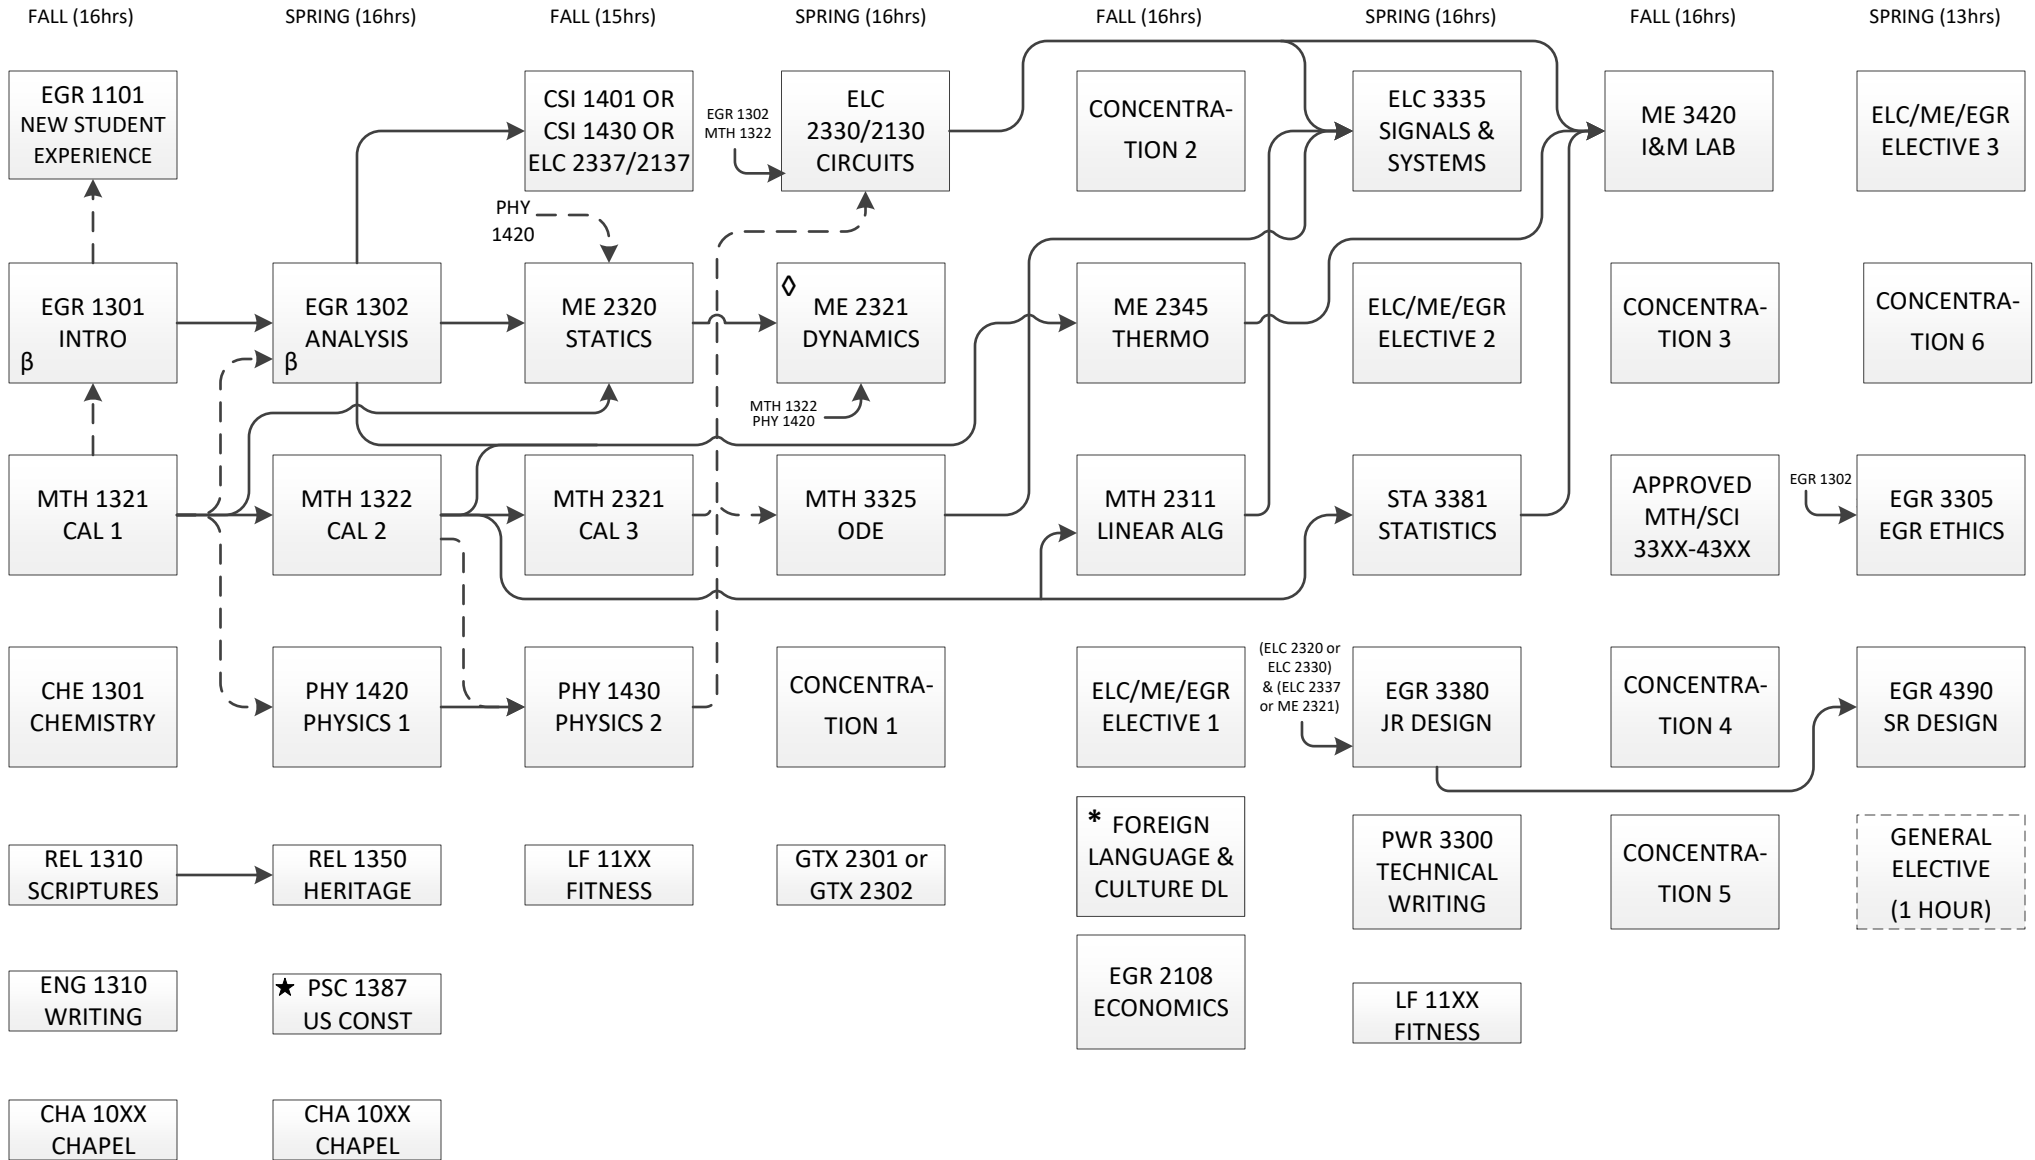 FALL (16hrs)
SPRING (16hrs)
FALL (15hrs)
SPRING (16hrs)
FALL (16hrs)
SPRING (16hrs)
FALL (16hrs)
SPRING (13hrs)
EGR 1101
NEW STUDENT
EXPERIENCE
CSI 1401 OR
CSI 1430 OR
ELC 2337/2137
EGR 1302
MTH 1322
ELC
2330/2130
CIRCUITS
CONCENTRA-
TION 2
ELC 3335
SIGNALS &
SYSTEMS
ME 3420
I&M LAB
ELC/ME/EGR
ELECTIVE 3
PHY
1420
EGR 1301
INTRO
β
EGR 1302
ANALYSIS
β
ME 2320
STATICS
◊
ME 2321
DYNAMICS
ME 2345
THERMO
ELC/ME/EGR
ELECTIVE 2
CONCENTRA-
TION 3
CONCENTRA-
TION 6
MTH 1322
PHY 1420
MTH 1321
CAL 1
MTH 1322
CAL 2
MTH 2321
CAL 3
MTH 3325
ODE
MTH 2311
LINEAR ALG
STA 3381
STATISTICS
APPROVED
MTH/SCI
33XX-43XX
EGR 1302
EGR 3305
EGR ETHICS
CHE 1301
CHEMISTRY
PHY 1420
PHYSICS 1
PHY 1430
PHYSICS 2
CONCENTRA-
TION 1
ELC/ME/EGR
ELECTIVE 1
(ELC 2320 or
ELC 2330)
& (ELC 2337
or ME 2321)
EGR 3380
JR DESIGN
CONCENTRA-
TION 4
EGR 4390
SR DESIGN
REL 1310
SCRIPTURES
REL 1350
HERITAGE
LF 11XX
FITNESS
GTX 2301 or
GTX 2302
* FOREIGN
LANGUAGE &
CULTURE DL
PWR 3300
TECHNICAL
WRITING
CONCENTRA-
TION 5
GENERAL
ELECTIVE
(1 HOUR)
ENG 1310
WRITING
★ PSC 1387
US CONST
EGR 2108
ECONOMICS
LF 11XX
FITNESS
CHA 10XX
CHAPEL
CHA 10XX
CHAPEL